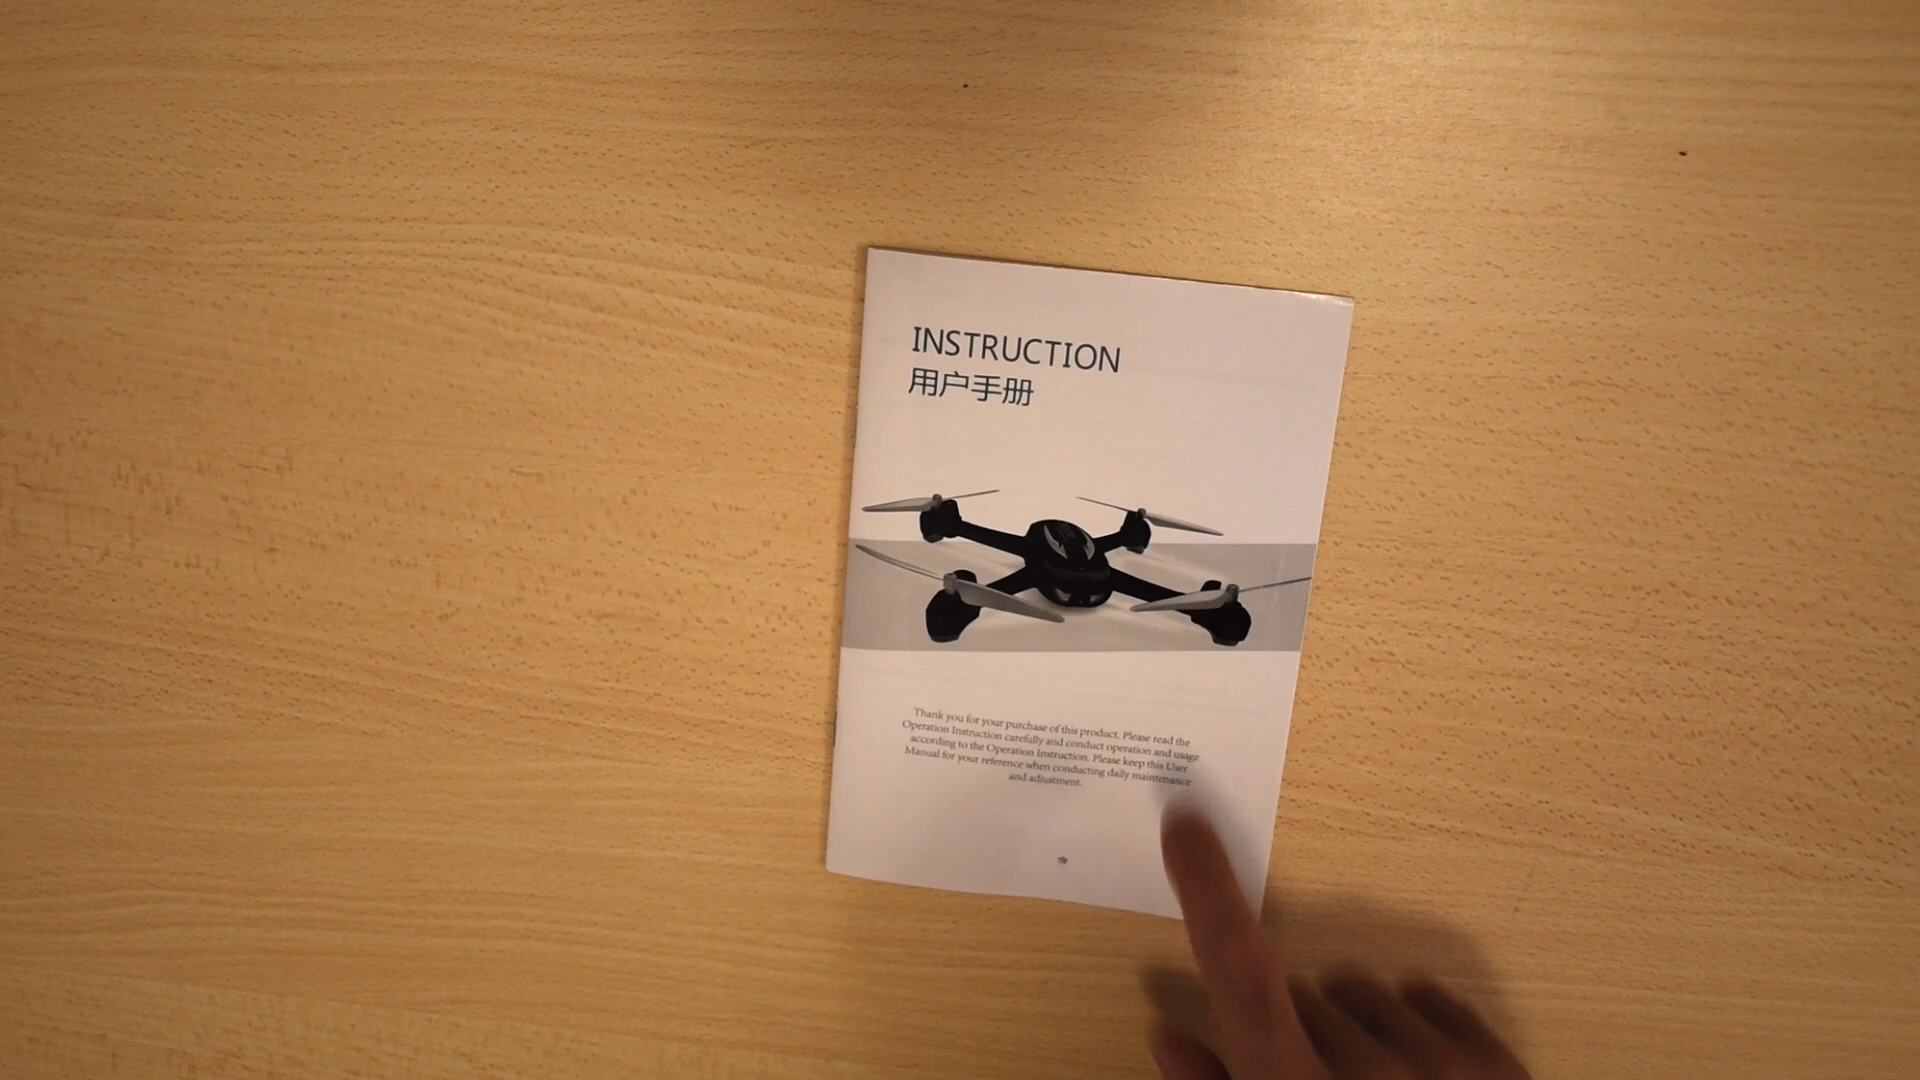 INSTRUCTION
用户手册
Thank you for your purchase of this product. Please read the
Operation Instruction carefully and conduct operation and usage
according to the Operation Instruction. Please keep this User
Manual for your reference when conducting daily maintenance
and adjustment.